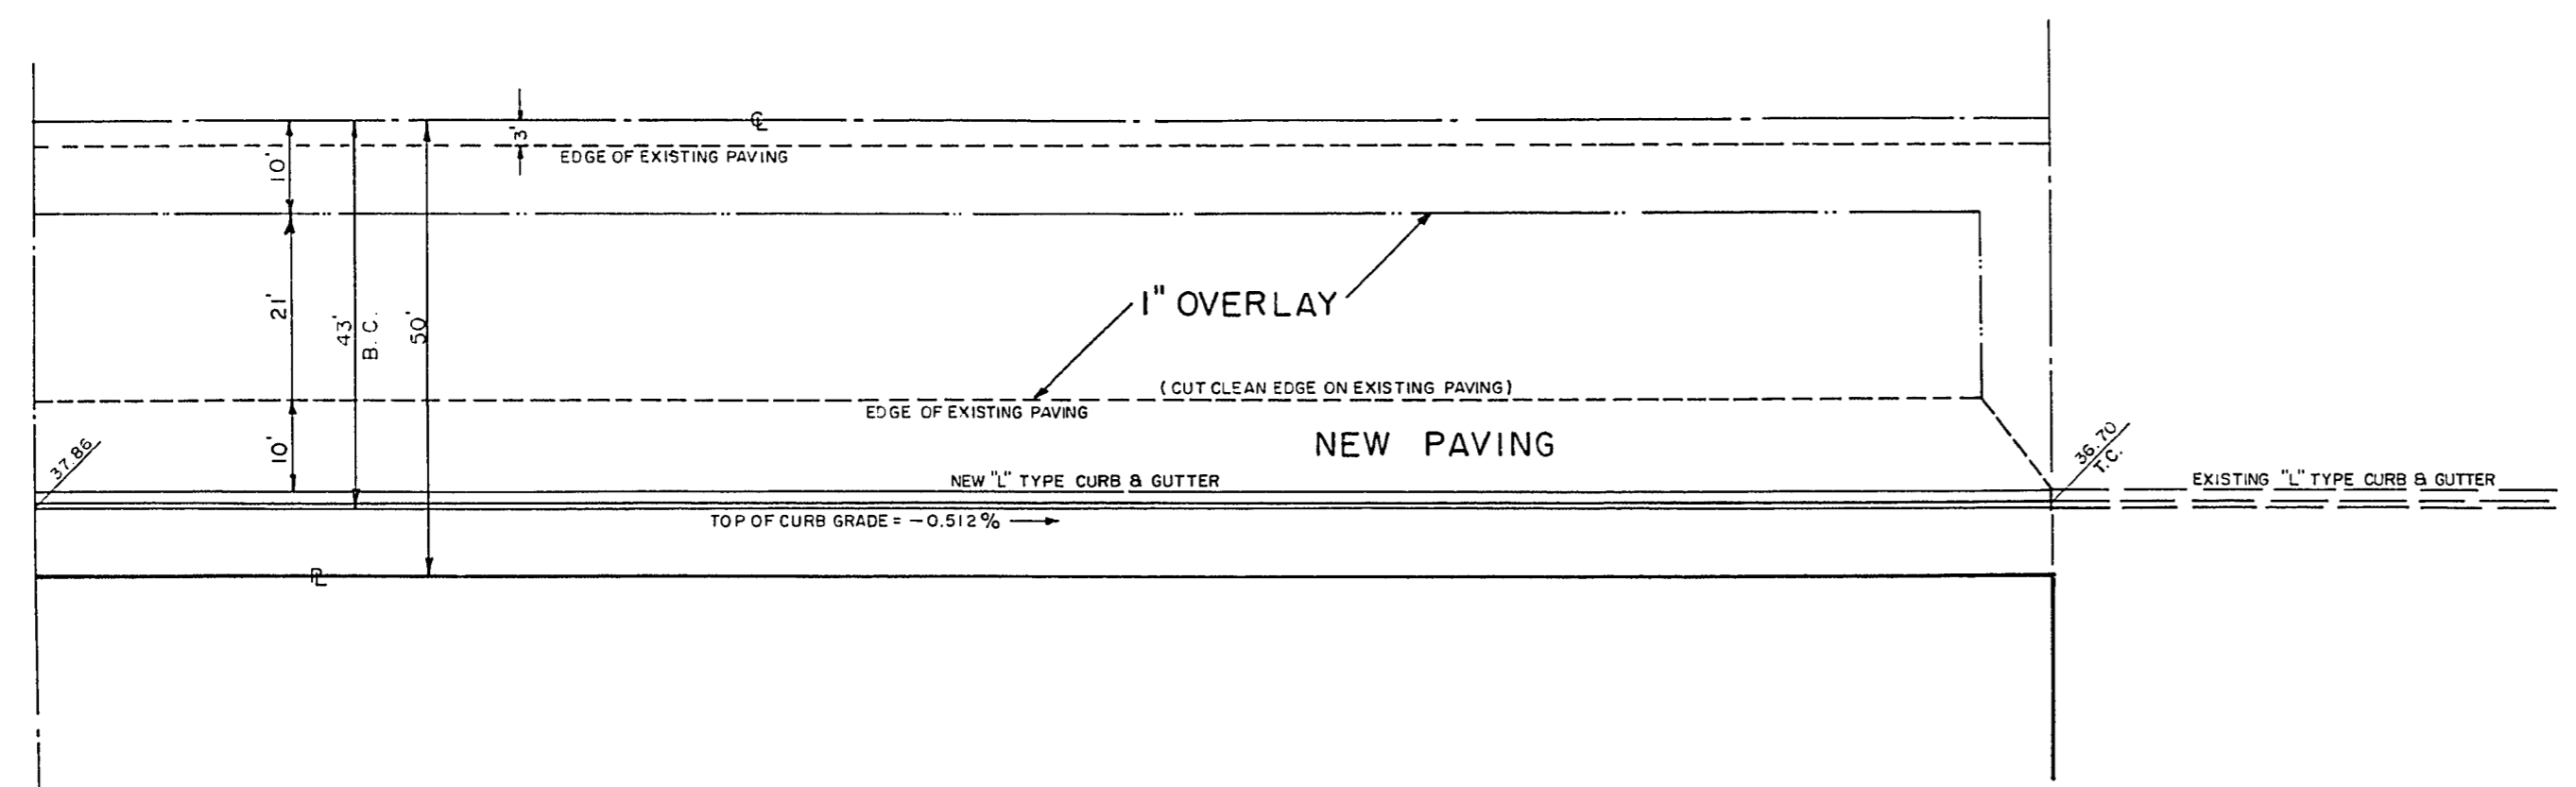 ℄
3'
EDGE OF EXISTING PAVING
10'
21'
43'
B. C.
50'
1" OVERLAY
(CUT CLEAN EDGE ON EXISTING PAVING)
EDGE OF EXISTING PAVING
10'
NEW PAVING
37.86
36.70
T.C.
NEW "L" TYPE CURB & GUTTER
EXISTING "L" TYPE CURB & GUTTER
TOP OF CURB GRADE = -0.512%
PL